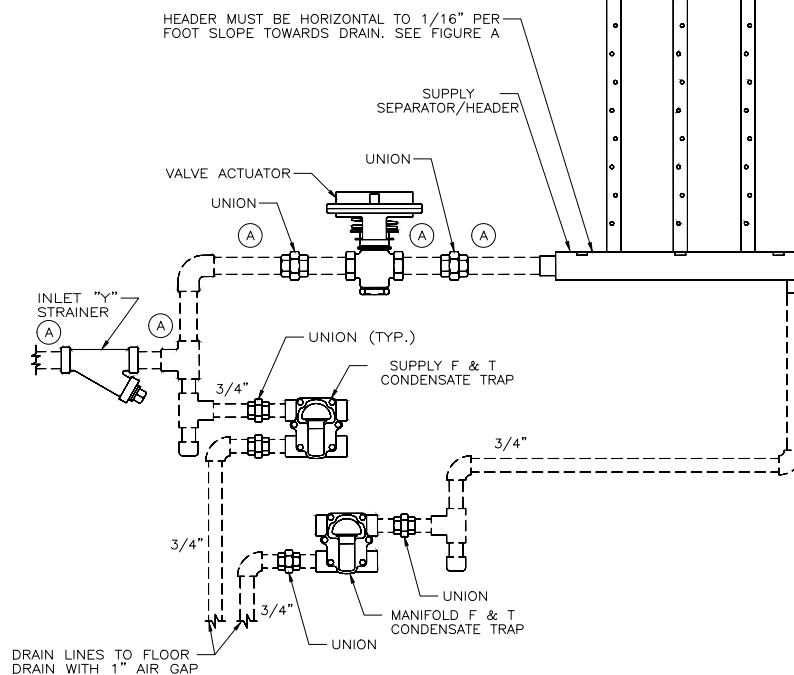 HEADER MUST BE HORIZONTAL TO 1/16" PER
FOOT SLOPE TOWARDS DRAIN. SEE FIGURE A
SUPPLY
SEPARATOR/HEADER
UNION
VALVE ACTUATOR
UNION
A
A
A
INLET "Y"
STRAINER
A
A
UNION (TYP.)
SUPPLY F & T
CONDENSATE TRAP
3/4"
3/4"
3/4"
UNION
3/4"
MANIFOLD F & T
CONDENSATE TRAP
UNION
DRAIN LINES TO FLOOR
DRAIN WITH 1" AIR GAP